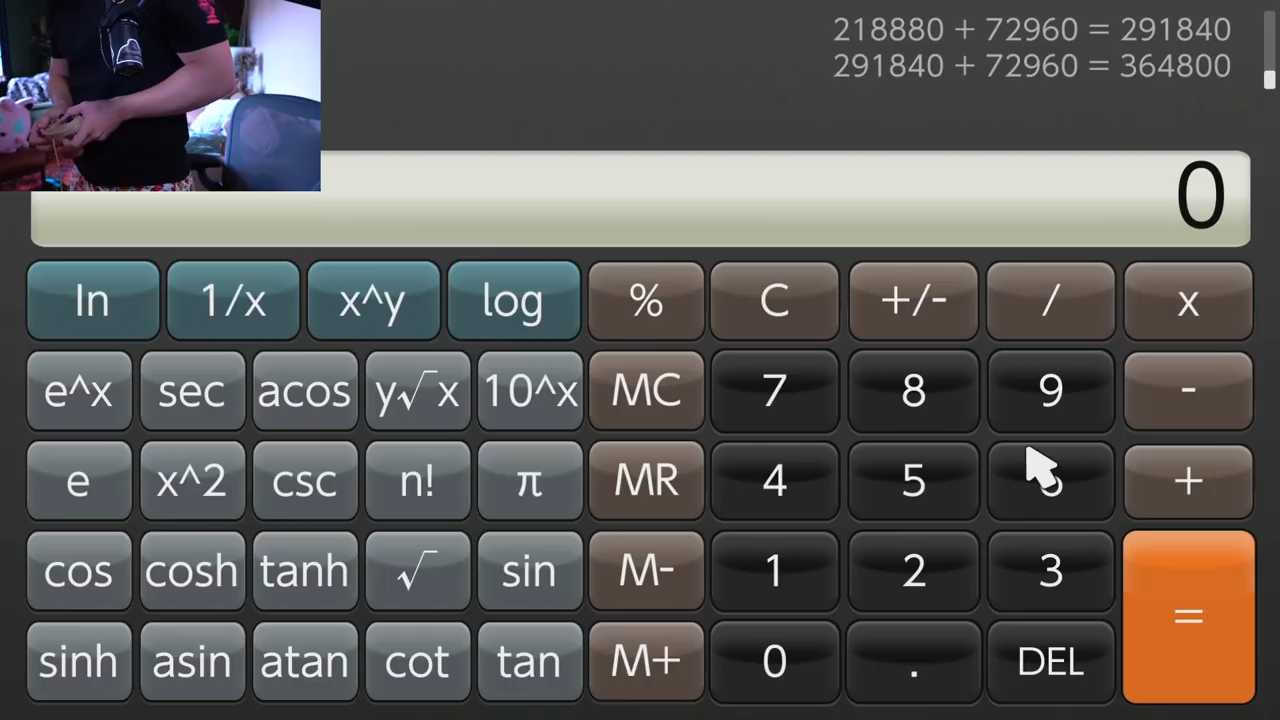 218880 + 72960 = 291840
291840 + 72960 = 364800
0
ln 1/x x^y log % C +/- / x
e^x sec acos y√x 10^x MC 7 8 9 -
e x^2 csc n! π MR 4 5 +
cos cosh tanh √ sin M- 1 2 3 =
sinh asin atan cot tan M+ 0 . DEL